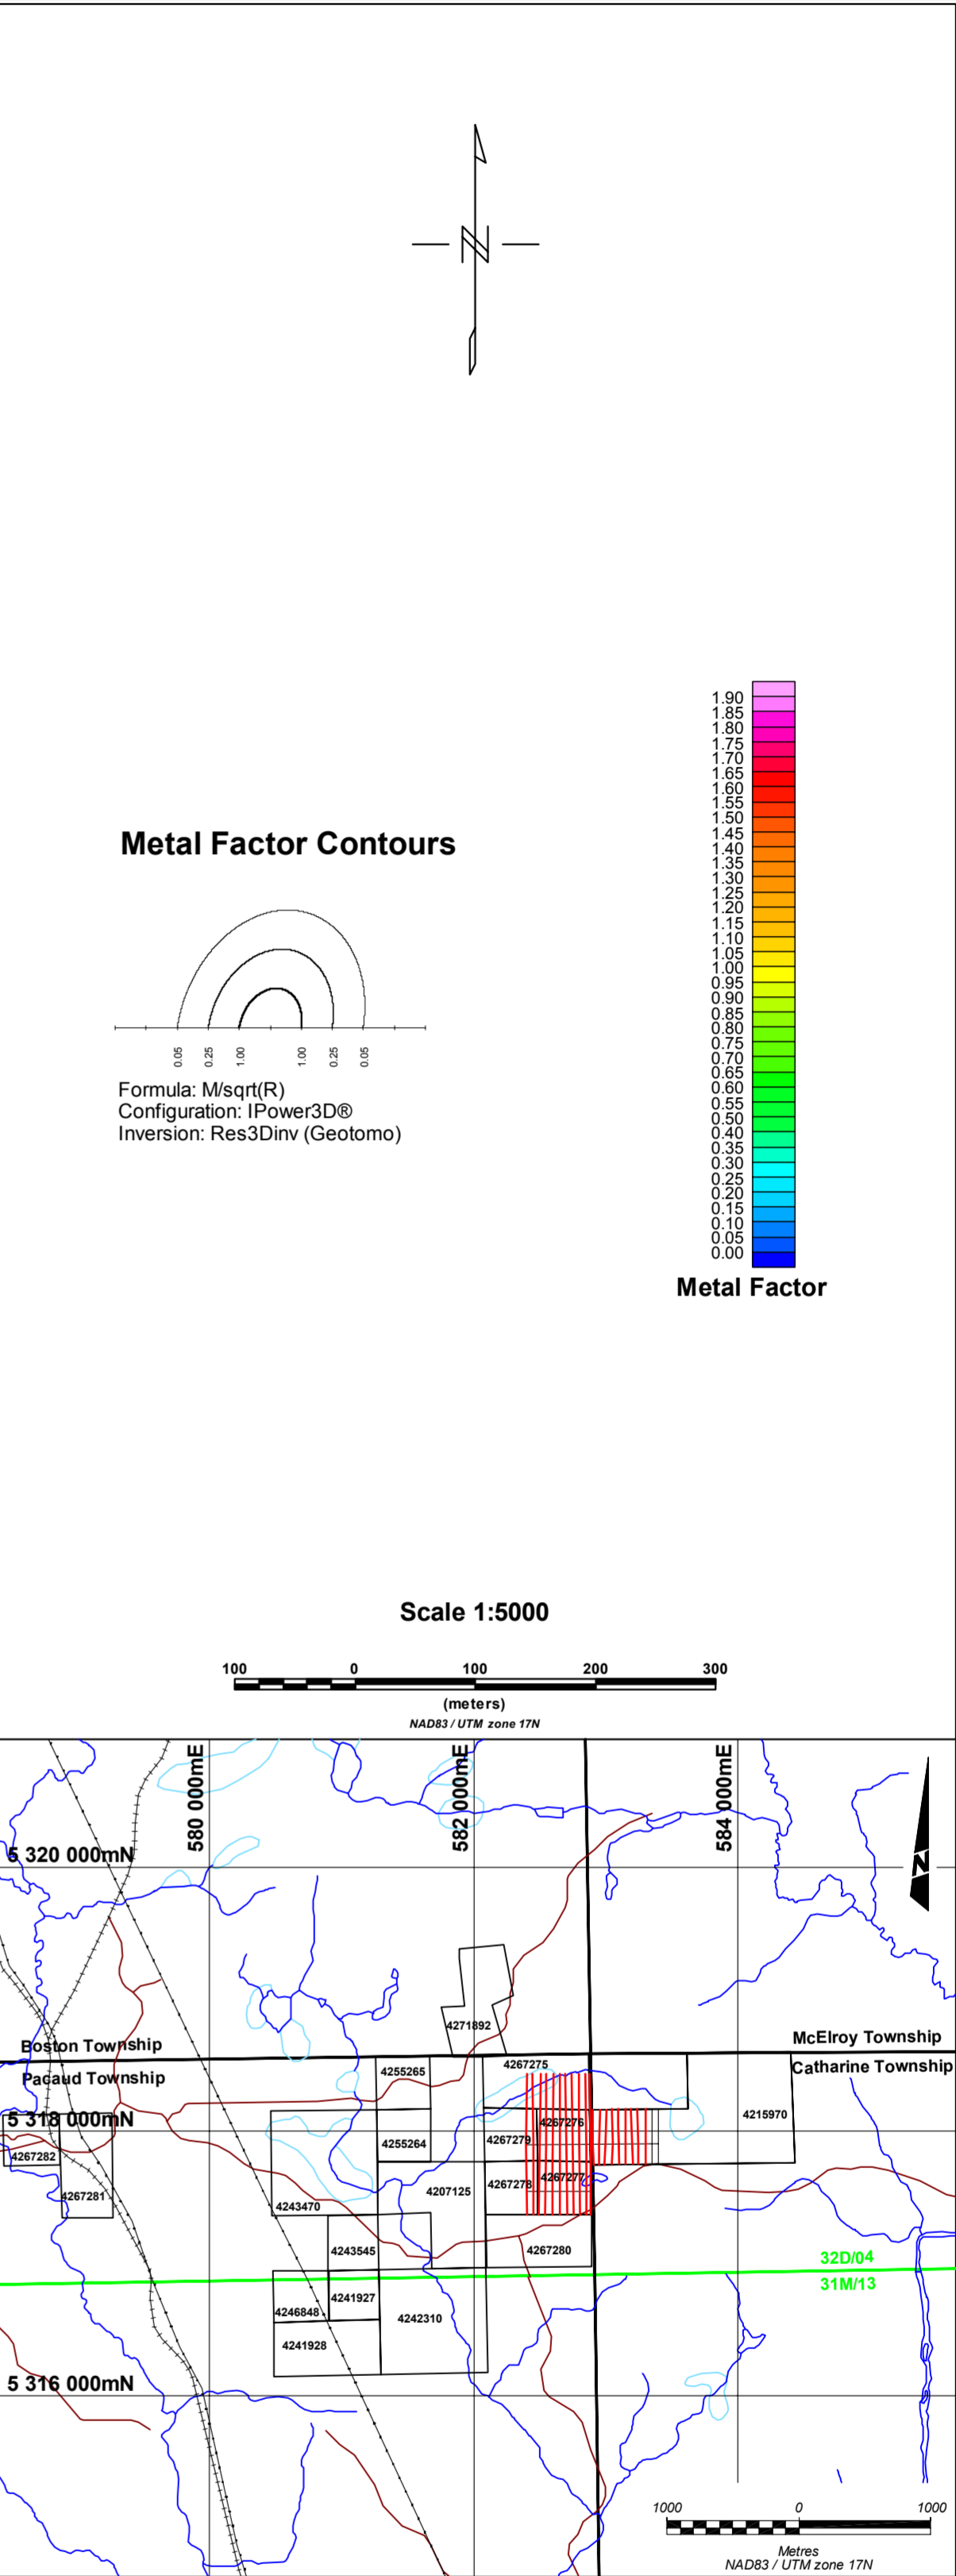 N
1.90
1.85
1.80
1.75
1.70
1.65
1.60
1.55
1.50
1.45
1.40
1.35
1.30
1.25
1.20
1.15
1.10
1.05
1.00
0.95
0.90
0.85
0.80
0.75
0.70
0.65
0.60
0.55
0.50
0.45
0.40
0.35
0.30
0.25
0.20
0.15
0.10
0.05
0.00
Metal Factor
Metal Factor Contours
0.05 0.25 1.00 1.00 0.25 0.05
Formula: M/sqrt(R)
Configuration: IPower3D®
Inversion: Res3Dinv (Geotomo)
Scale 1:5000
100 0 100 200 300
(meters)
NAD83 / UTM zone 17N
580 000mE
582 000mE
584 000mE
5 320 000mN
N
4271892
Boston Township
McElroy Township
Pacaud Township
Catharine Township
4267275
4255265
4215970
5 318 000mN
4267276
4267279
4255264
4267282
4267277
4267278
4207125
4267281
4243470
4243545
4267280
32D/04
31M/13
4241927
4246848
4242310
4241928
5 316 000mN
1000 0 1000
Metres
NAD83 / UTM zone 17N